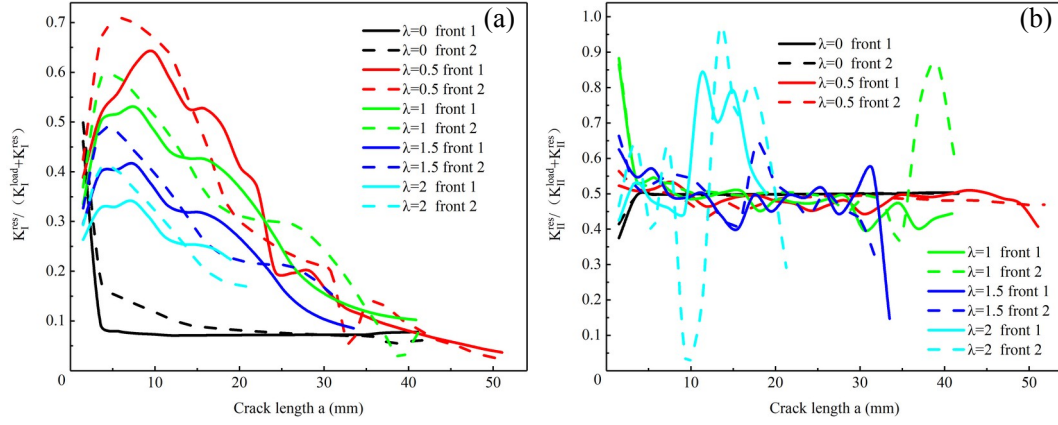 (a)
0.7
0.6
0.5
0.4
0.3
0.2
0.1
0
0 10 20 30 40 50
K_I^res/（K_I^load+K_I^res）
Crack length a (mm)
λ=0 front 1
λ=0 front 2
λ=0.5 front 1
λ=0.5 front 2
λ=1 front 1
λ=1 front 2
λ=1.5 front 1
λ=1.5 front 2
λ=2 front 1
λ=2 front 2
(b)
1.0
0.9
0.8
0.7
0.6
0.5
0.4
0.3
0.2
0.1
0
0 10 20 30 40 50
K_II^res/（K_II^load+K_II^res）
Crack length a (mm)
λ=0 front 1
λ=0 front 2
λ=0.5 front 1
λ=0.5 front 2
λ=1 front 1
λ=1 front 2
λ=1.5 front 1
λ=1.5 front 2
λ=2 front 1
λ=2 front 2